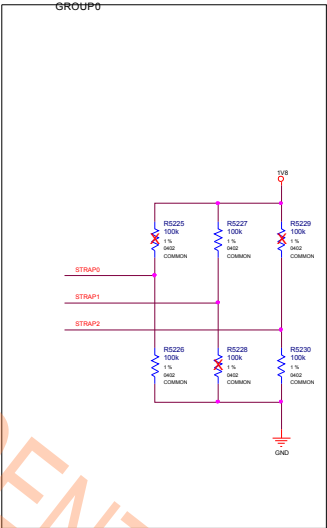 GROUP0
1V8
R5225
100k
1 %
0402
COMMON
R5227
100k
1 %
0402
COMMON
R5229
100k
1 %
0402
COMMON
STRAP0
STRAP1
STRAP2
R5226
100k
1 %
0402
COMMON
R5228
100k
1 %
0402
COMMON
R5230
100k
1 %
0402
COMMON
GND